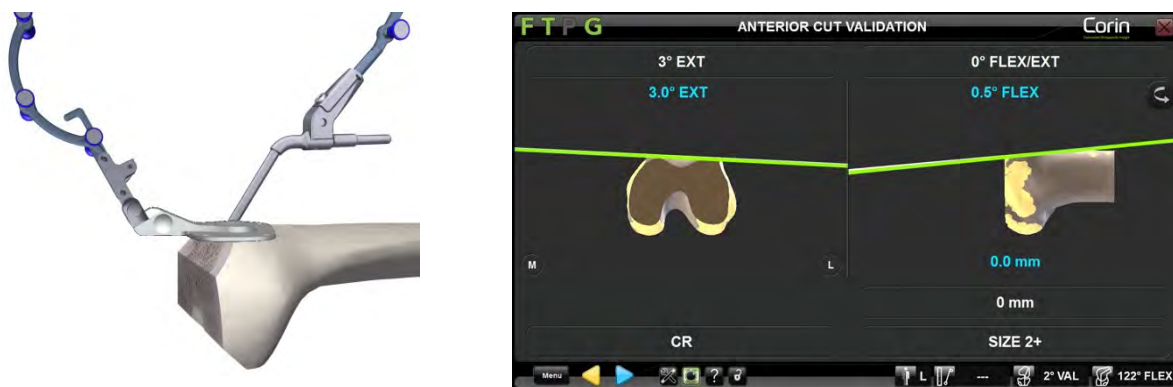 F T P G
ANTERIOR CUT VALIDATION
Corin
3° EXT
0° FLEX/EXT
3.0° EXT
0.5° FLEX
M
L
0.0 mm
0 mm
CR
SIZE 2+
Menu
?
L
---
2° VAL
122° FLEX